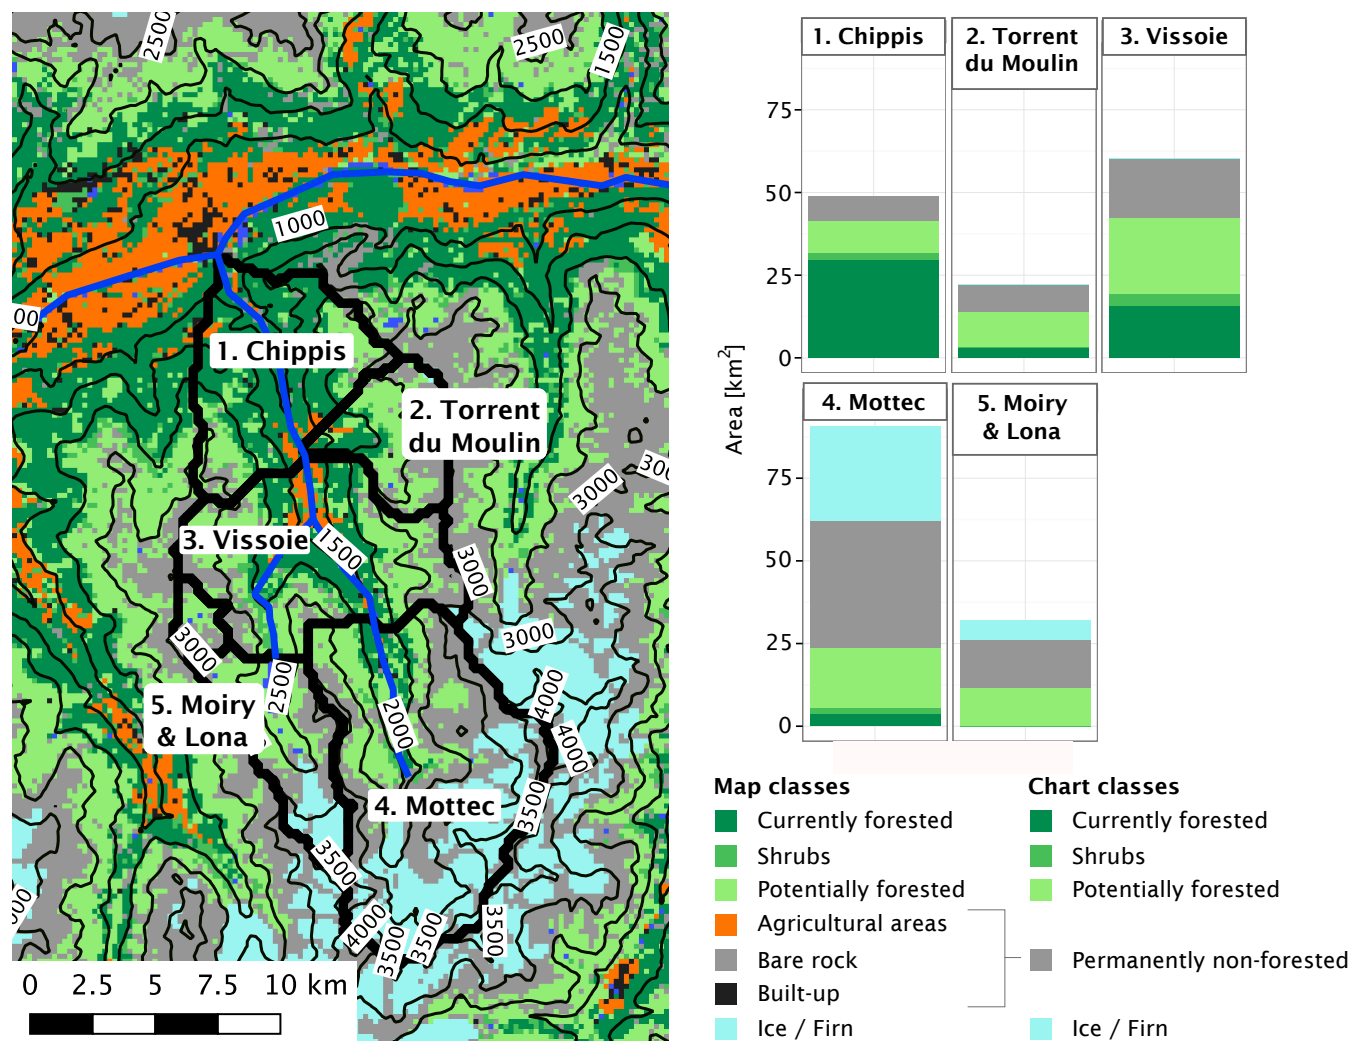 2500
2500
1500
1000
00
1. Chippis
2. Torrent
du Moulin
3000
300
3. Vissoie
1500
3000
3000
3000
2500
4000
5. Moiry
& Lona
2000
4000
4. Mottec
3500
3500
000
4000
3500
3500
3500
0 2.5 5 7.5 10 km
1. Chippis
2. Torrent
du Moulin
3. Vissoie
75
50
25
0
Area [km²]
4. Mottec
5. Moiry
& Lona
75
50
25
0
Map classes
Currently forested
Shrubs
Potentially forested
Agricultural areas
Bare rock
Built-up
Ice / Firn
Chart classes
Currently forested
Shrubs
Potentially forested
Permanently non-forested
Ice / Firn